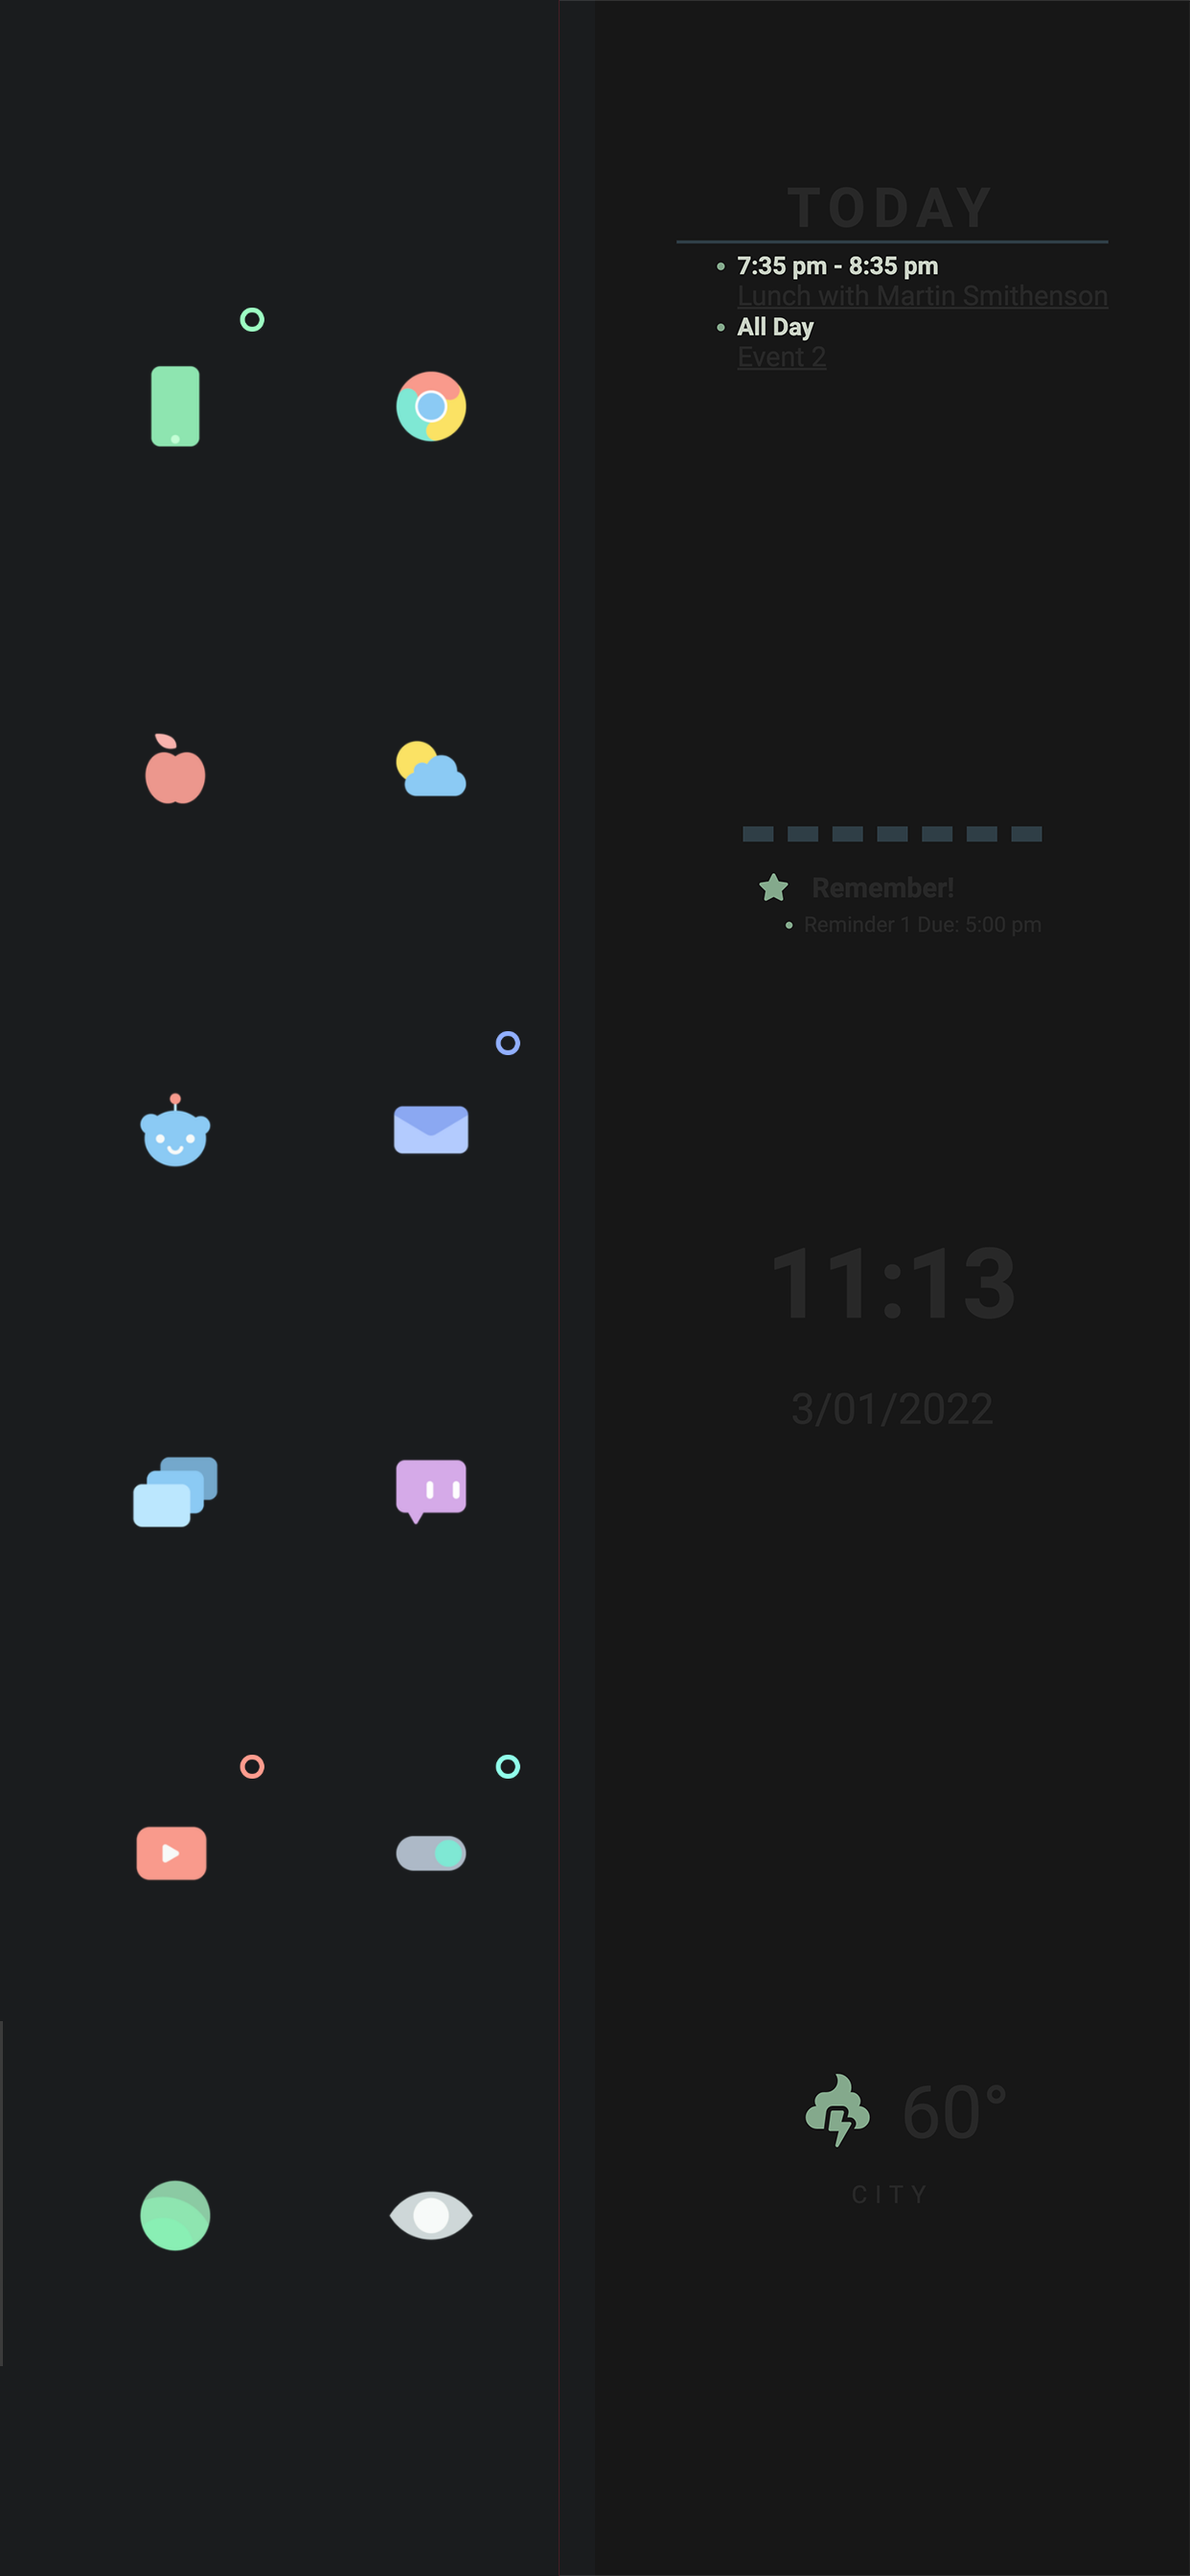 TODAY
7:35 pm - 8:35 pm
Lunch with Martin Smithenson
All Day
Event 2
Remember!
Reminder 1 Due: 5:00 pm
11:13
3/01/2022
60°
CITY